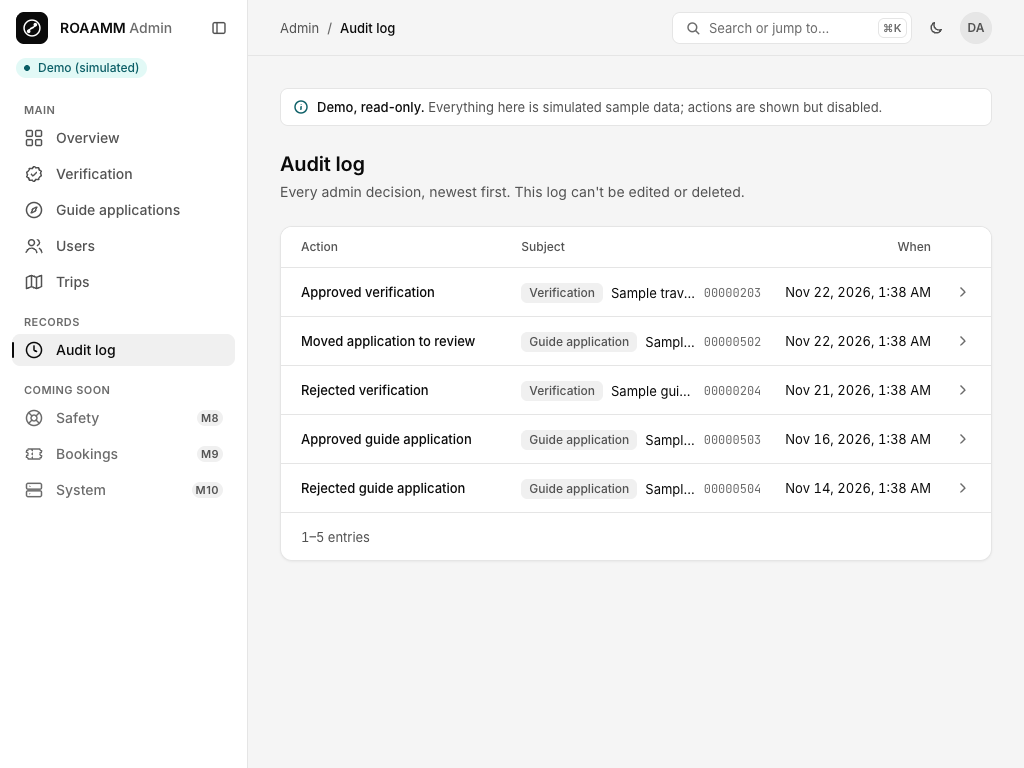 ROAAMM Admin
Admin / Audit log
Search or jump to...
⌘K
DA
Demo (simulated)
Demo, read-only. Everything here is simulated sample data; actions are shown but disabled.
MAIN
Overview
Verification
Guide applications
Users
Trips
RECORDS
Audit log
COMING SOON
Safety M8
Bookings M9
System M10
Audit log
Every admin decision, newest first. This log can't be edited or deleted.
Action Subject When
Approved verification Verification Sample trav... 00000203 Nov 22, 2026, 1:38 AM
Moved application to review Guide application Sampl... 00000502 Nov 22, 2026, 1:38 AM
Rejected verification Verification Sample gui... 00000204 Nov 21, 2026, 1:38 AM
Approved guide application Guide application Sampl... 00000503 Nov 16, 2026, 1:38 AM
Rejected guide application Guide application Sampl... 00000504 Nov 14, 2026, 1:38 AM
1–5 entries